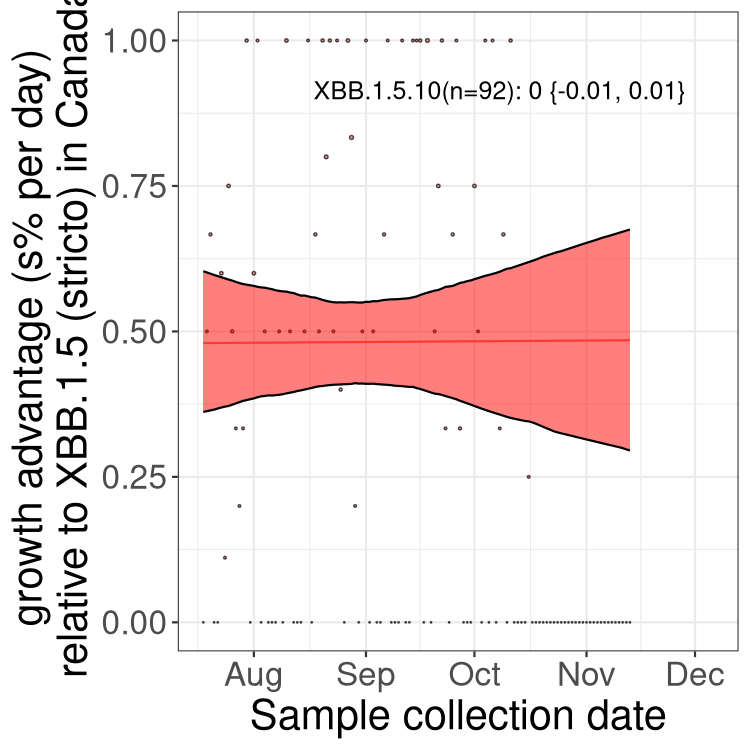 growth advantage (s% per day)
relative to XBB.1.5 (stricto) in Canada
1.00
0.75
0.50
0.25
0.00
XBB.1.5.10(n=92): 0 {-0.01, 0.01}
Aug Sep Oct Nov Dec
Sample collection date